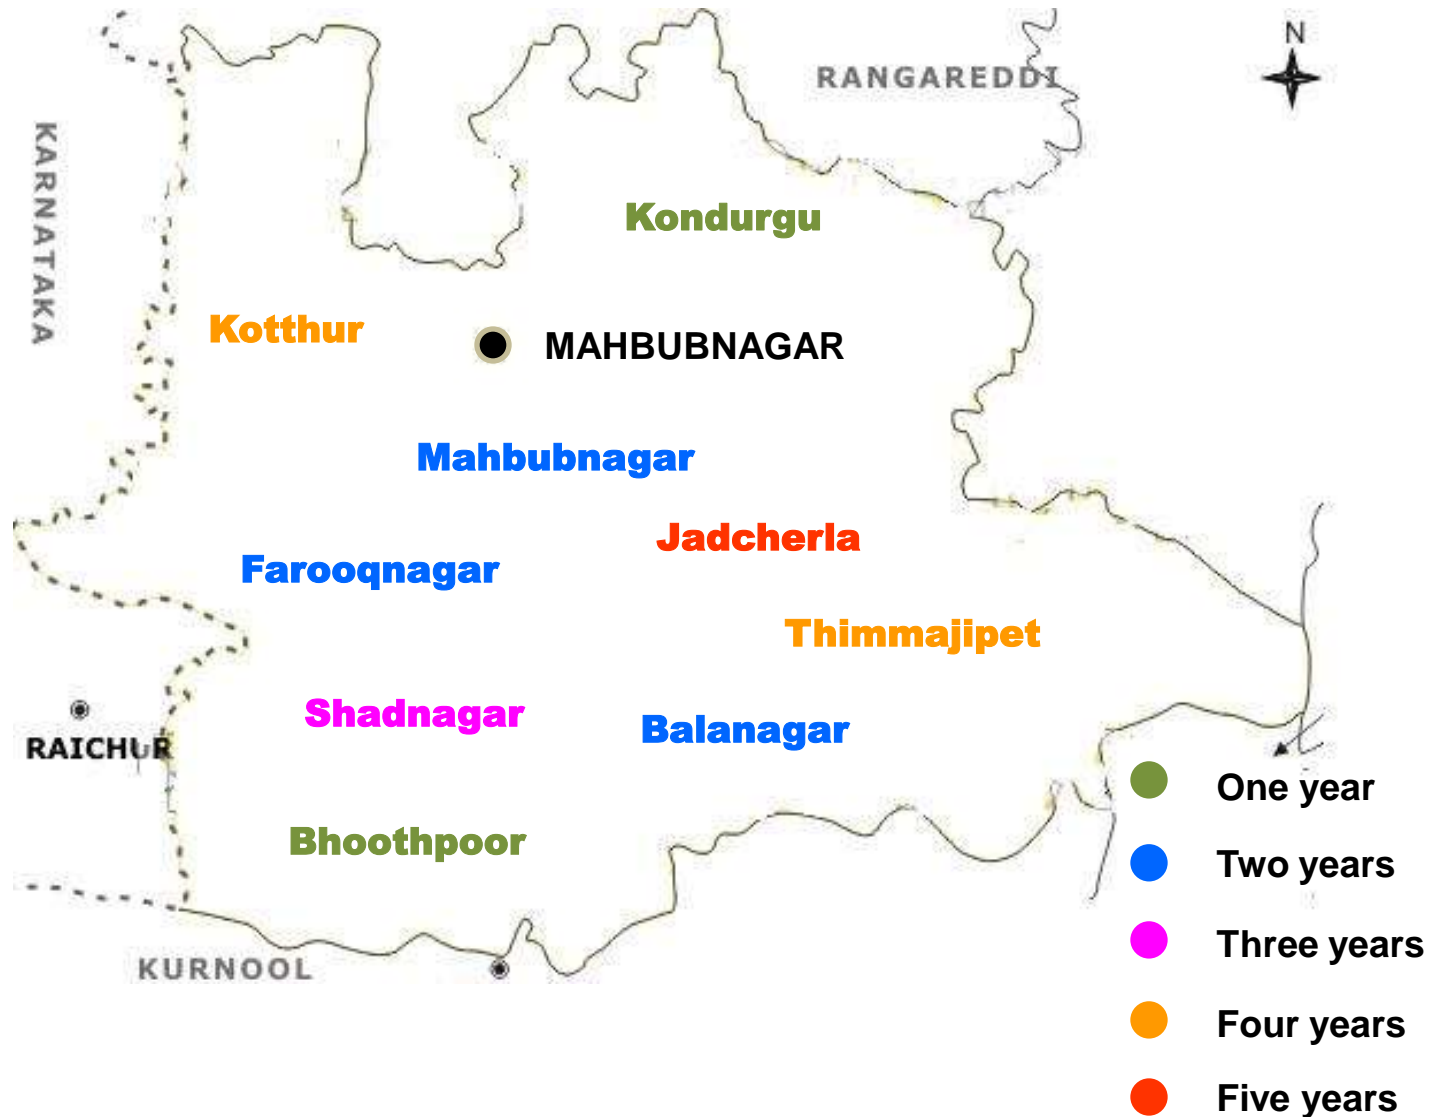 N
RANGAREDDI
KARNATAKA
Kondurgu
Kotthur
MAHBUBNAGAR
Mahbubnagar
Jadcherla
Farooqnagar
Thimmajipet
Shadnagar
Balanagar
RAICHUR
Bhoothpoor
KURNOOL
One year
Two years
Three years
Four years
Five years